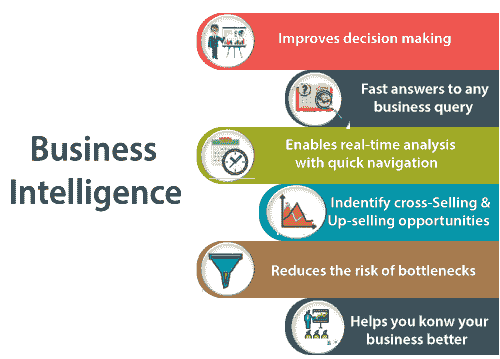 Business
Intelligence
Improves decision making
Fast answers to any
business query
Enables real-time analysis
with quick navigation
Indentify cross-Selling &
Up-selling opportunities
Reduces the risk of bottlenecks
Helps you konw your
business better